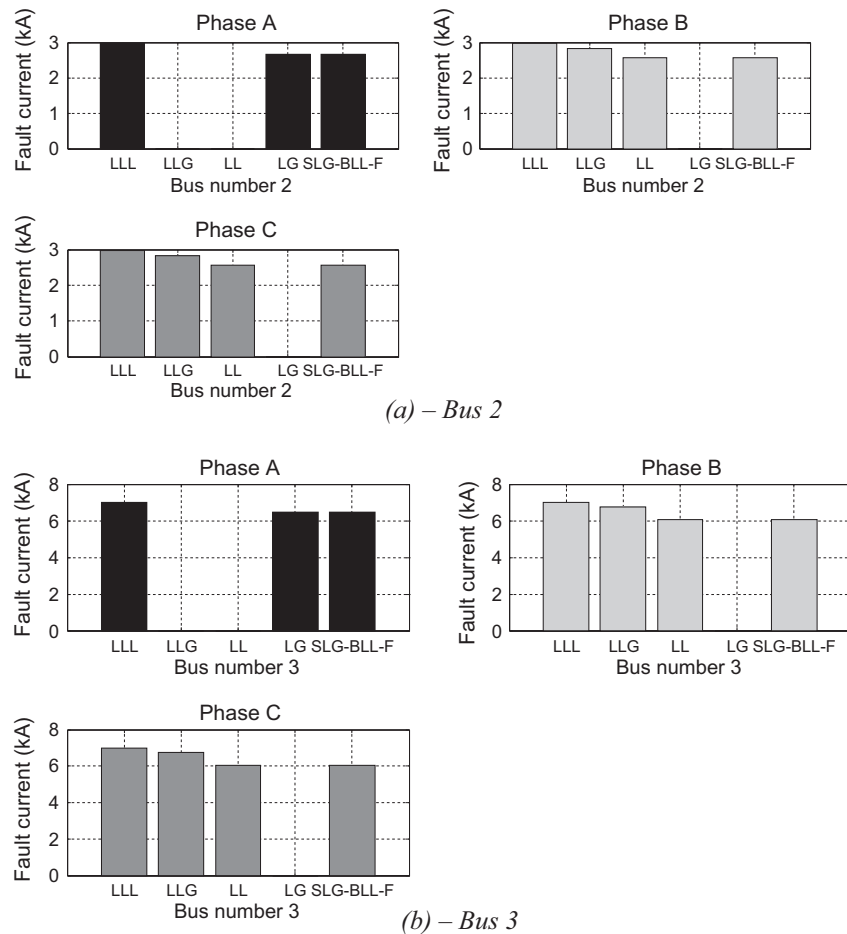 Phase A
Fault current (kA)
3
2
1
0
LLL LLG LL LG SLG-BLL-F
Bus number 2
Phase B
Fault current (kA)
3
2
1
0
LLL LLG LL LG SLG-BLL-F
Bus number 2
Phase C
Fault current (kA)
3
2
1
0
LLL LLG LL LG SLG-BLL-F
Bus number 2
(a) – Bus 2
Phase A
Fault current (kA)
8
6
4
2
0
LLL LLG LL LG SLG-BLL-F
Bus number 3
Phase B
Fault current (kA)
8
6
4
2
0
LLL LLG LL LG SLG-BLL-F
Bus number 3
Phase C
Fault current (kA)
8
6
4
2
0
LLL LLG LL LG SLG-BLL-F
Bus number 3
(b) – Bus 3